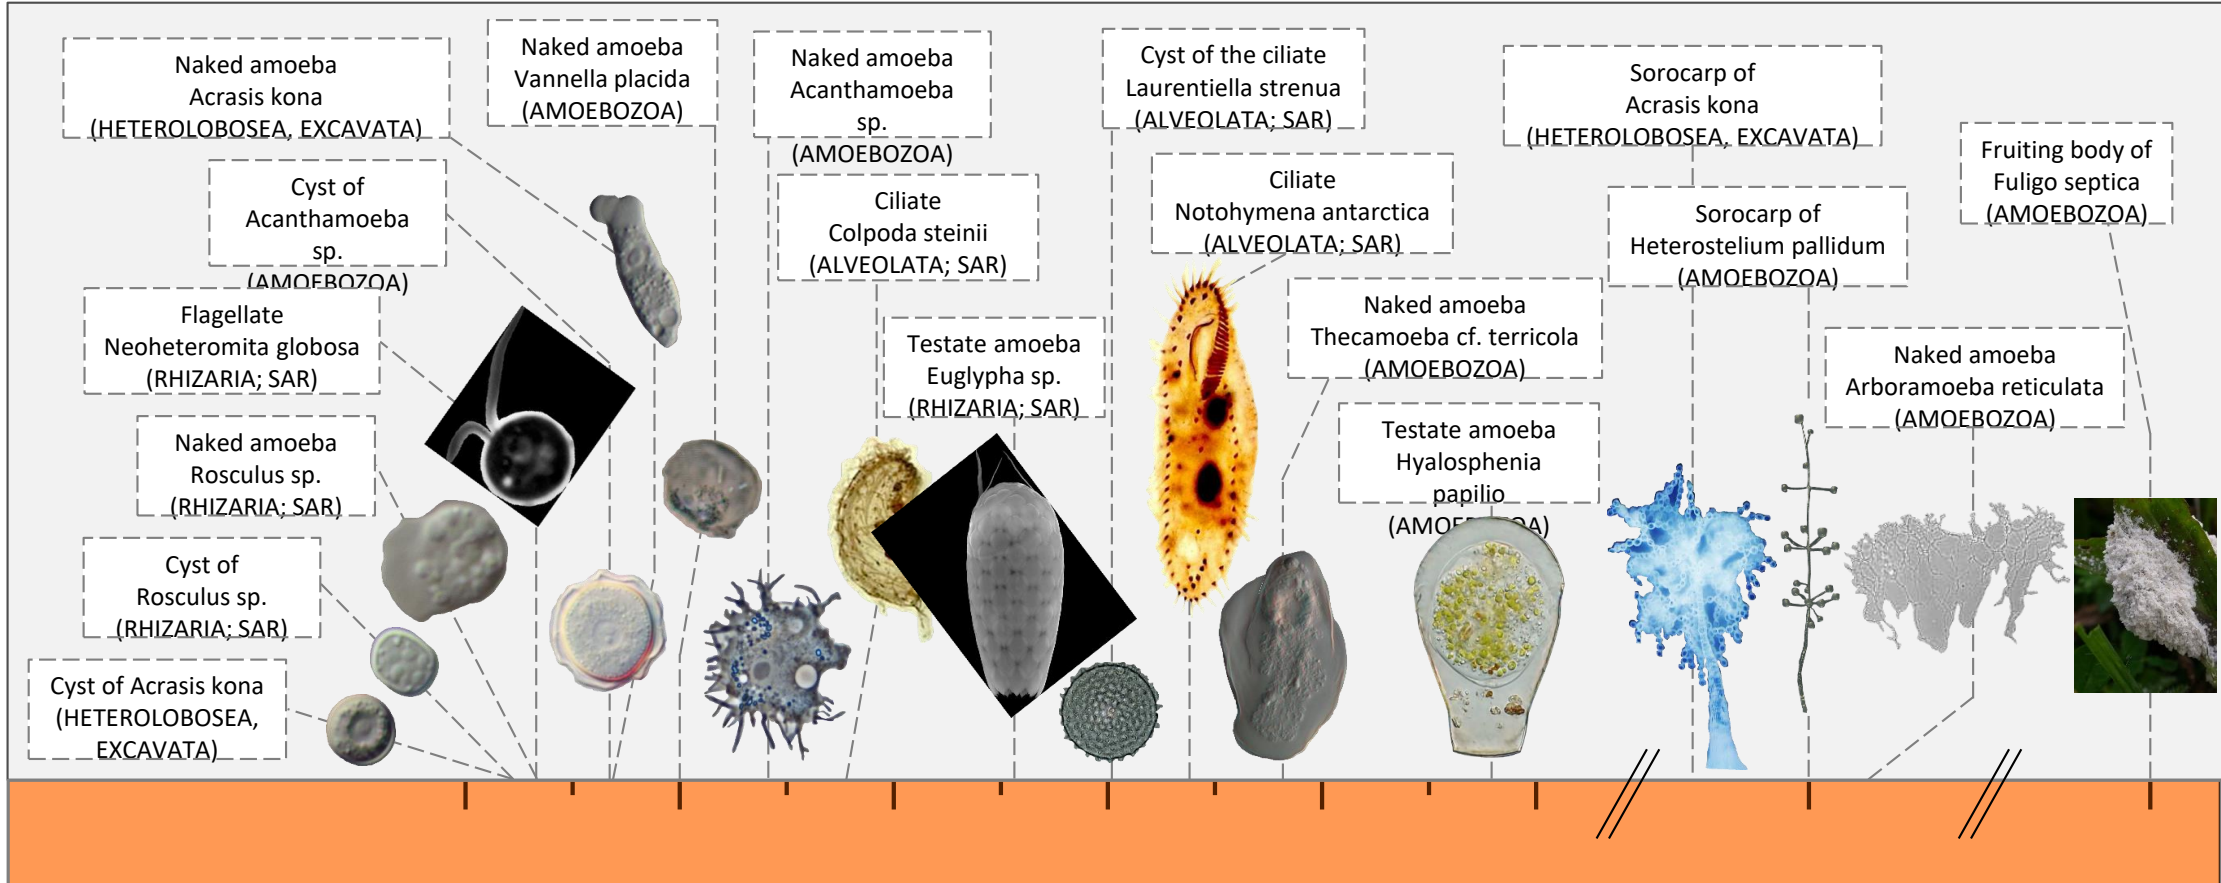 Naked amoeba
Acrasis kona
(HETEROLOBOSEA, EXCAVATA)
Naked amoeba
Vannella placida
(AMOEBOZOA)
Naked amoeba
Acanthamoeba
sp.
(AMOEBOZOA)
Cyst of the ciliate
Laurentiella strenua
(ALVEOLATA; SAR)
Sorocarp of
Acrasis kona
(HETEROLOBOSEA, EXCAVATA)
Fruiting body of
Fuligo septica
(AMOEBOZOA)
Cyst of
Acanthamoeba
sp.
(AMOEBOZOA)
Ciliate
Colpoda steinii
(ALVEOLATA; SAR)
Ciliate
Notohymena antarctica
(ALVEOLATA; SAR)
Sorocarp of
Heterostelium pallidum
(AMOEBOZOA)
Flagellate
Neoheteromita globosa
(RHIZARIA; SAR)
Testate amoeba
Euglypha sp.
(RHIZARIA; SAR)
Naked amoeba
Thecamoeba cf. terricola
(AMOEBOZOA)
Naked amoeba
Arboramoeba reticulata
(AMOEBOZOA)
Naked amoeba
Rosculus sp.
(RHIZARIA; SAR)
Testate amoeba
Hyalosphenia
papilio
(AMOEBOZOA)
Cyst of
Rosculus sp.
(RHIZARIA; SAR)
Cyst of Acrasis kona
(HETEROLOBOSEA,
EXCAVATA)